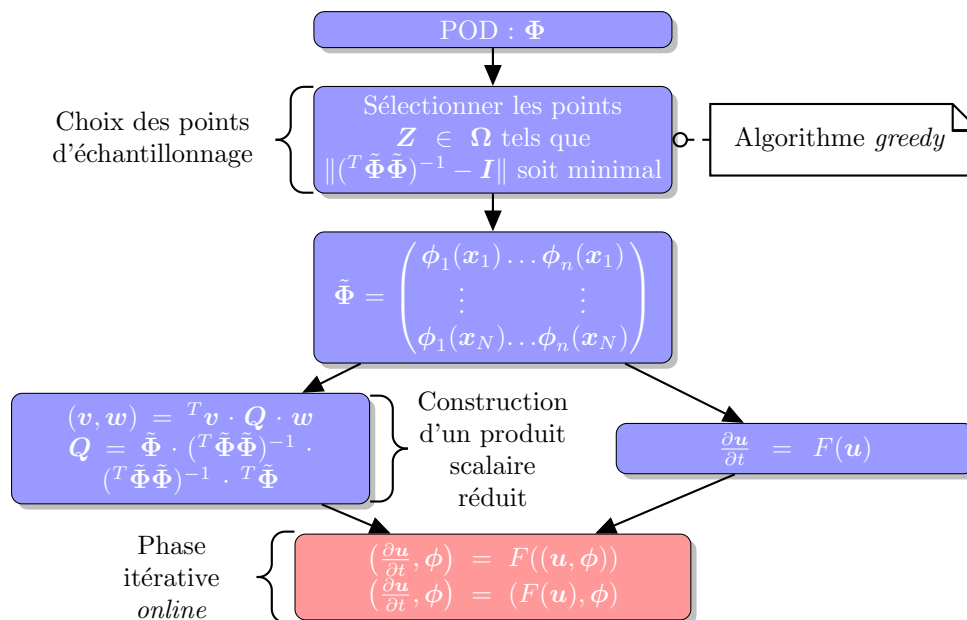 POD : Φ
Choix des points
d'échantillonnage
Sélectionner les points
Z ∈ Ω tels que
‖(ᵀΦ̃Φ̃)⁻¹ − I‖ soit minimal
Algorithme greedy
ϕ₁(x₁) … ϕₙ(x₁)
Φ̃ = ⋮ ⋮
ϕ₁(x_N) … ϕₙ(x_N)
(v, w) = ᵀv · Q · w
Q = Φ̃ · (ᵀΦ̃Φ̃)⁻¹ ·
(ᵀΦ̃Φ̃)⁻¹ · ᵀΦ̃
Construction
d'un produit
scalaire
réduit
∂u/∂t = F(u)
Phase
itérative
online
(∂u/∂t, ϕ) = F((u, ϕ))
(∂u/∂t, ϕ) = (F(u), ϕ)